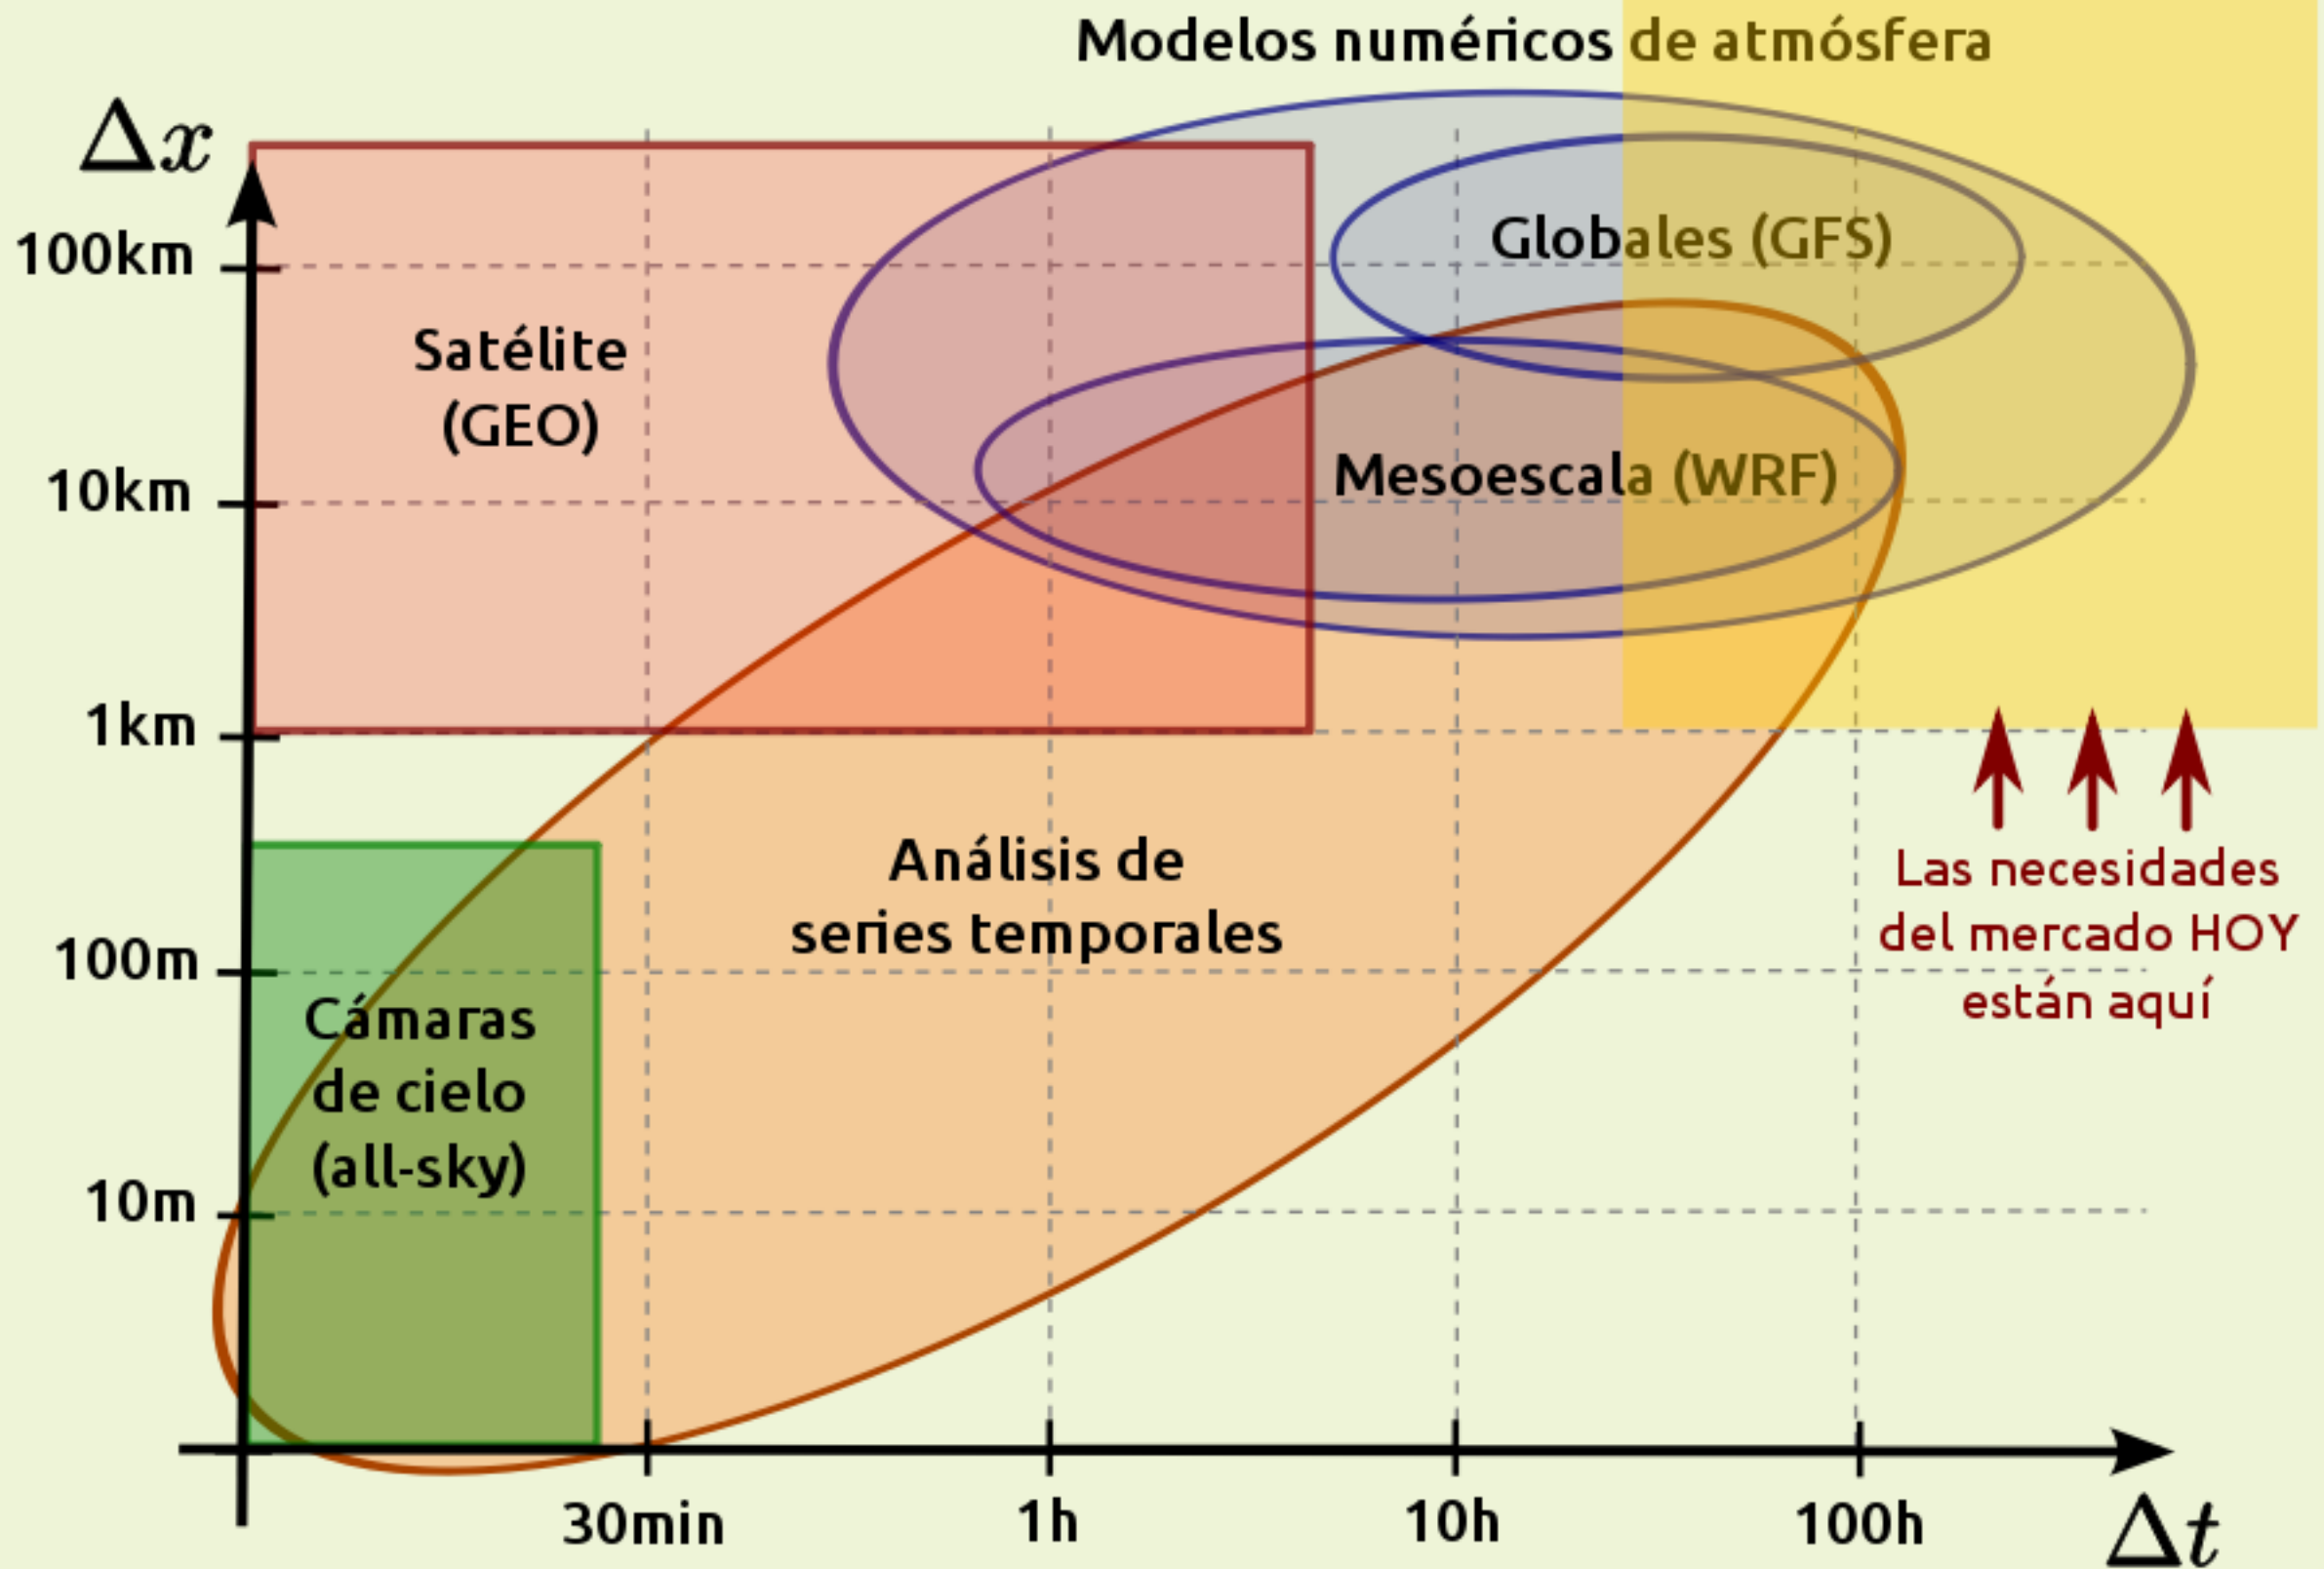 Modelos numéricos de atmósfera
Δx
100km
10km
1km
100m
10m
Satélite
(GEO)
Globales (GFS)
Mesoescala (WRF)
Análisis de
series temporales
Cámaras
de cielo
(all-sky)
Las necesidades
del mercado HOY
están aquí
30min
1h
10h
100h
Δt